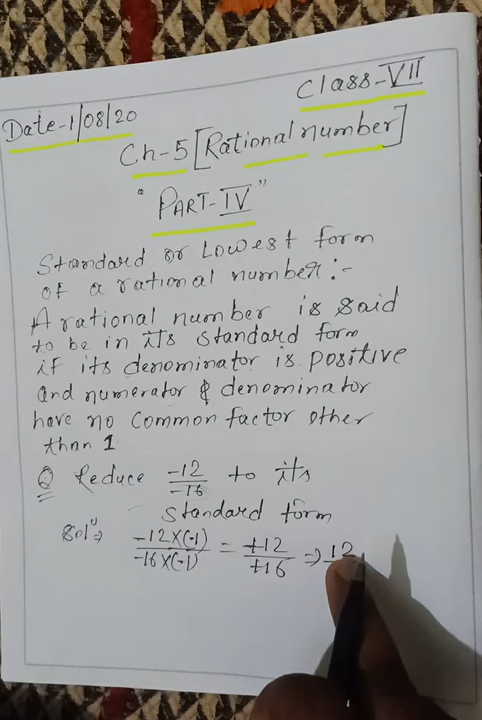 Class-VII
Date-1/08/20
Ch-5 [Rational number]
"PART-IV"
Standard or Lowest form
of a rational number:-
A rational number is said
to be in its standard form
if its denominator is positive
and numerator & denominator
have no common factor other
than 1
Q Reduce -12/-16 to its
standard form
Solⁿ⇒ -12×(-1)/-16×(-1) = +12/+16 ⇒ 12